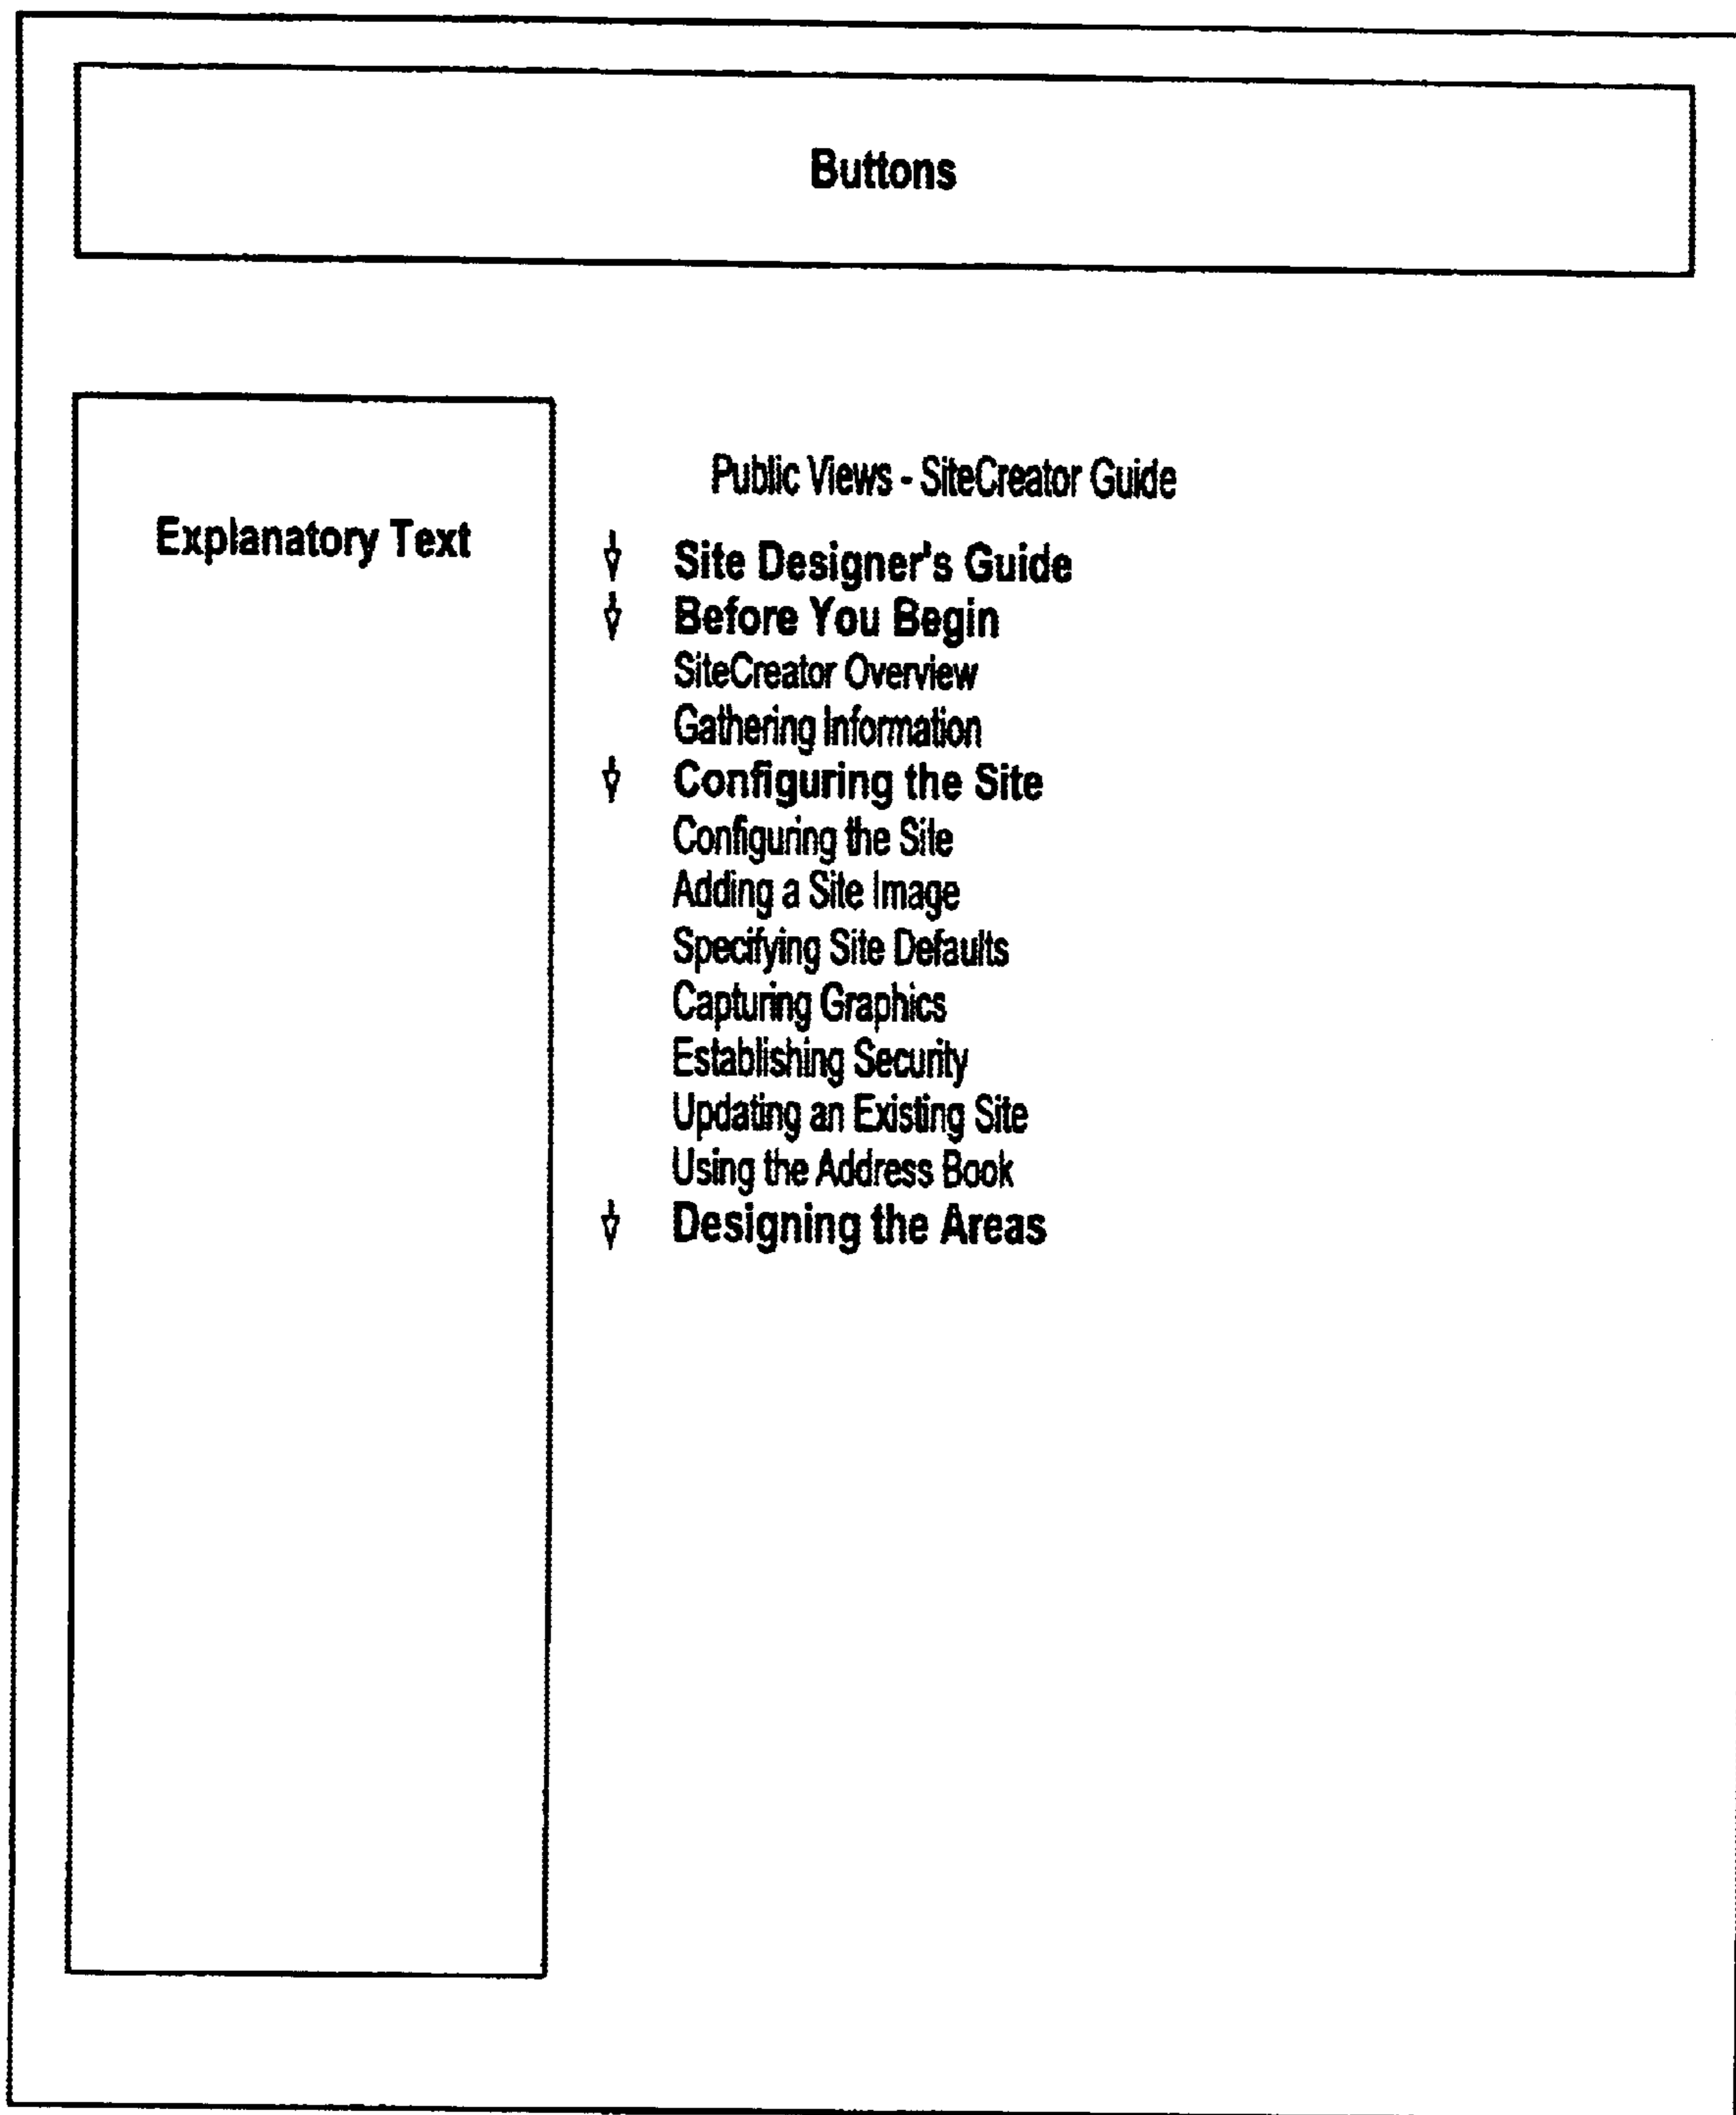 Buttons
Explanatory Text
Public Views - SiteCreator Guide
Site Designer's Guide
Before You Begin
SiteCreator Overview
Gathering Information
Configuring the Site
Configuring the Site
Adding a Site Image
Specifying Site Defaults
Capturing Graphics
Establishing Security
Updating an Existing Site
Using the Address Book
Designing the Areas